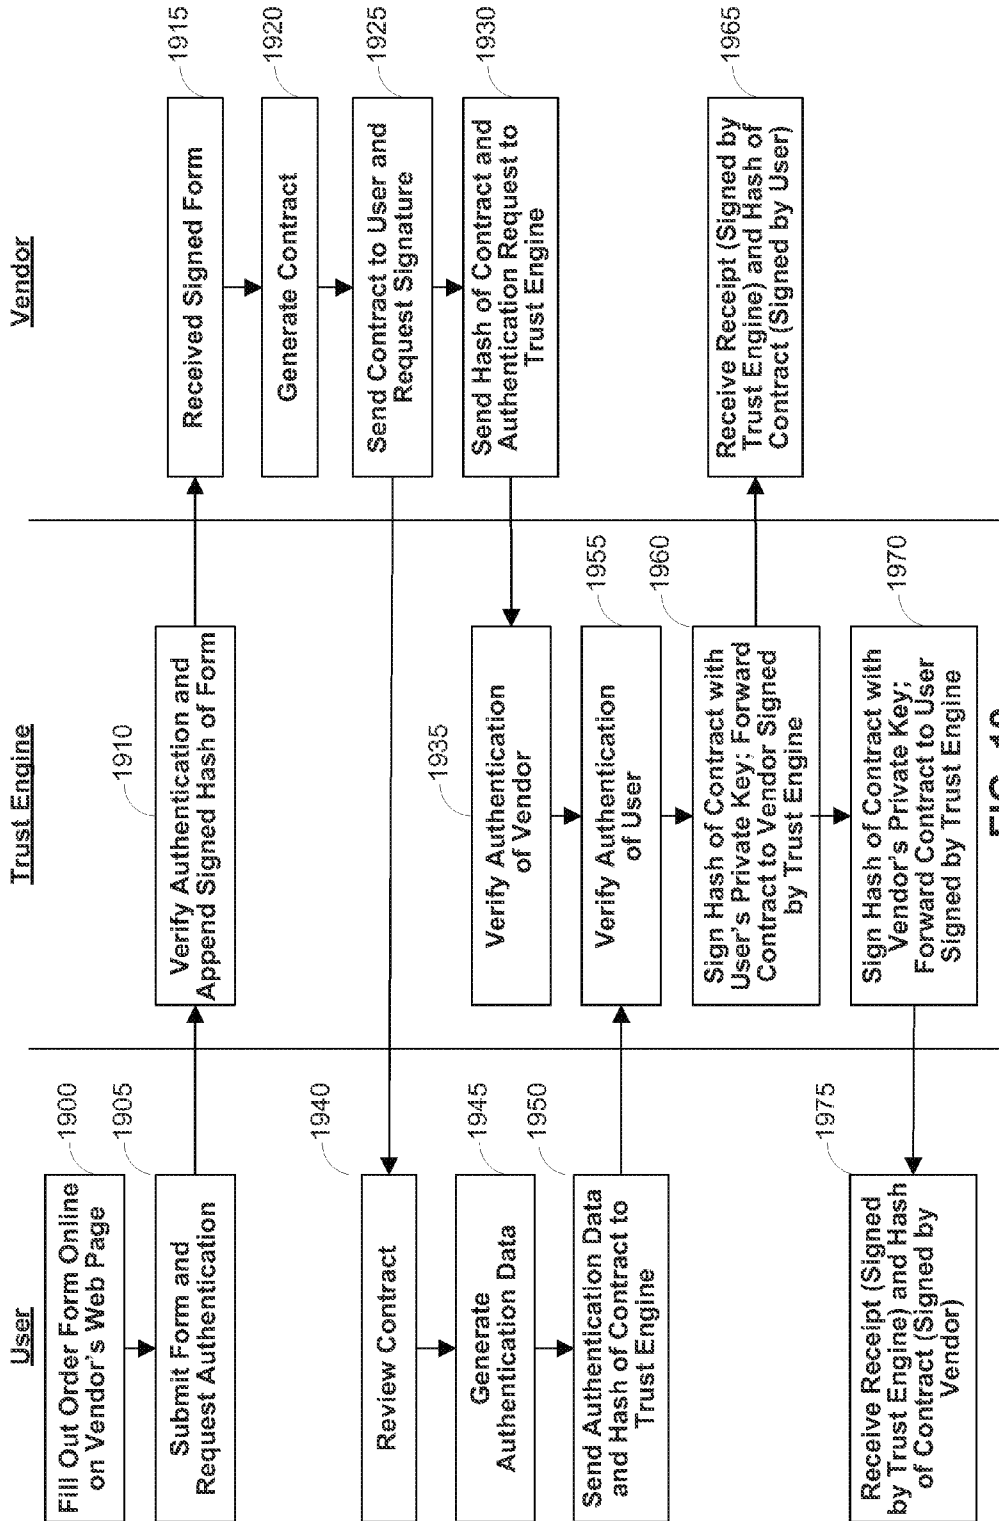 User
Trust Engine
Vendor
Fill Out Order Form Online
on Vendor's Web Page
1900
Submit Form and
Request Authentication
1905
Verify Authentication and
Append Signed Hash of Form
1910
Received Signed Form
1915
Generate Contract
1920
Send Contract to User and
Request Signature
1925
Send Hash of Contract and
Authentication Request to
Trust Engine
1930
Verify Authentication
of Vendor
1935
Review Contract
1940
Generate
Authentication Data
1945
Send Authentication Data
and Hash of Contract to
Trust Engine
1950
Verify Authentication
of User
1955
Sign Hash of Contract with
User's Private Key; Forward
Contract to Vendor Signed
by Trust Engine
1960
Receive Receipt (Signed by
Trust Engine) and Hash of
Contract (Signed by User)
1965
Sign Hash of Contract with
Vendor's Private Key;
Forward Contract to User
Signed by Trust Engine
1970
Receive Receipt (Signed
by Trust Engine) and Hash
of Contract (Signed by
Vendor)
1975